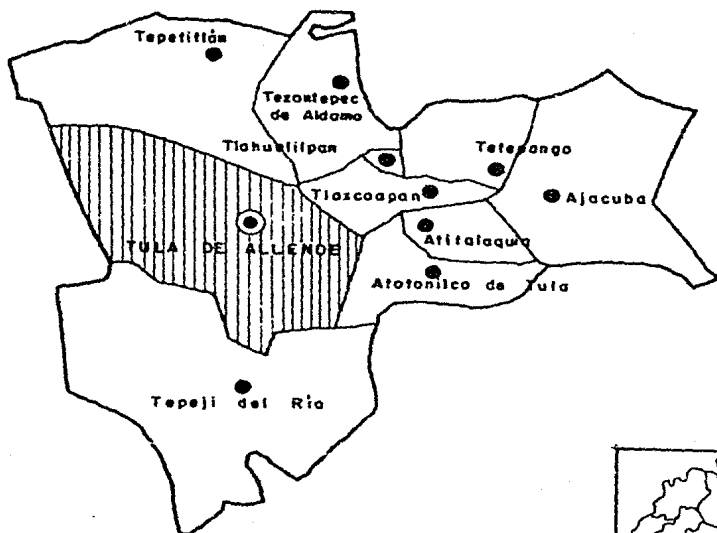 Tepetitlán
Tezontepec
de Aldama
Tlahuelilpan
Tetepango
Tlaxcoapan
Ajacuba
TULA DE ALLENDE
Atitalaquia
Atotonilco de Tula
Tepeji del Río